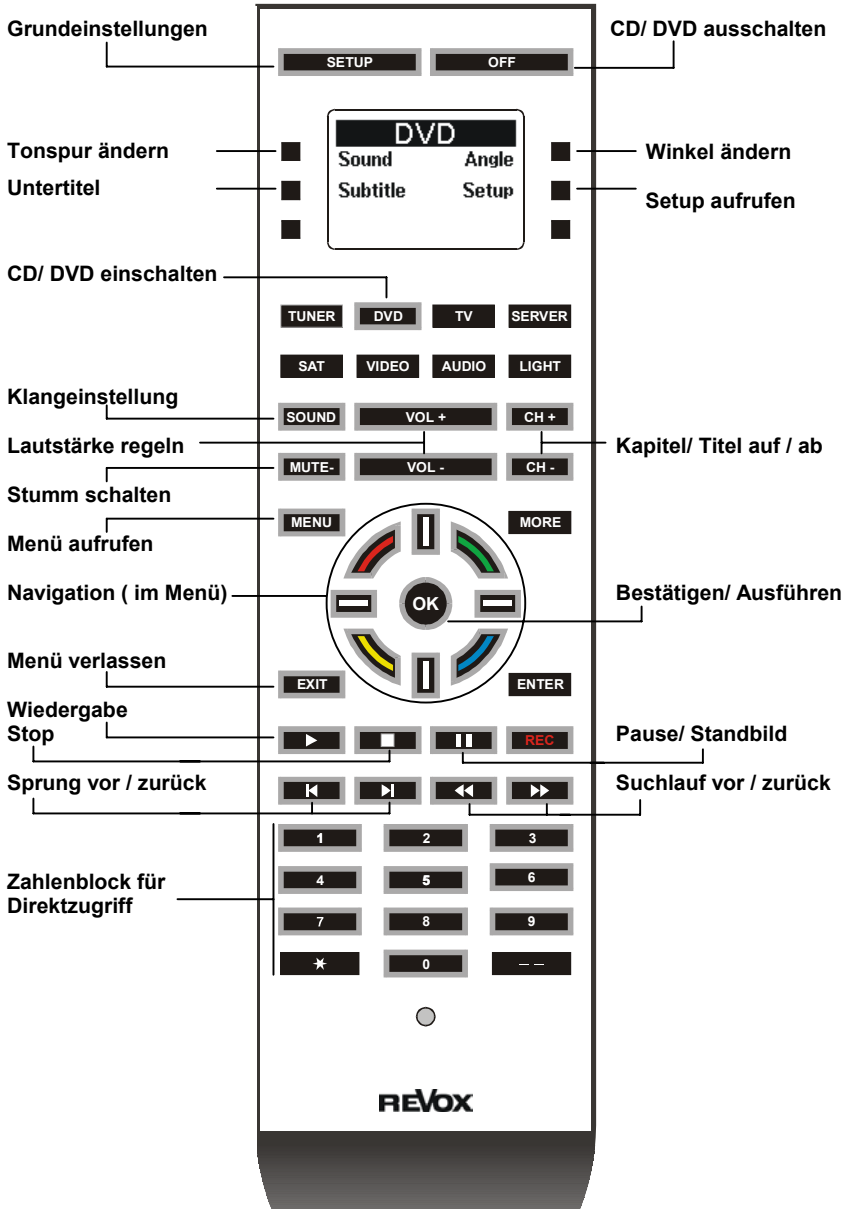 Grundeinstellungen
CD/ DVD ausschalten
SETUP OFF
DVD
Sound Angle
Subtitle Setup
Tonspur ändern
Untertitel
Winkel ändern
Setup aufrufen
CD/ DVD einschalten
TUNER DVD TV SERVER
SAT VIDEO AUDIO LIGHT
Klangeinstellung
SOUND VOL + CH +
Lautstärke regeln
Kapitel/ Titel auf / ab
MUTE- VOL - CH -
Stumm schalten
MENU MORE
Menü aufrufen
Navigation ( im Menü)
OK
Bestätigen/ Ausführen
Menü verlassen
EXIT ENTER
Wiedergabe
Stop
REC
Pause/ Standbild
Sprung vor / zurück
Suchlauf vor / zurück
1 2 3
4 5 6
Zahlenblock für
Direktzugriff
7 8 9
0 – –
REVOX